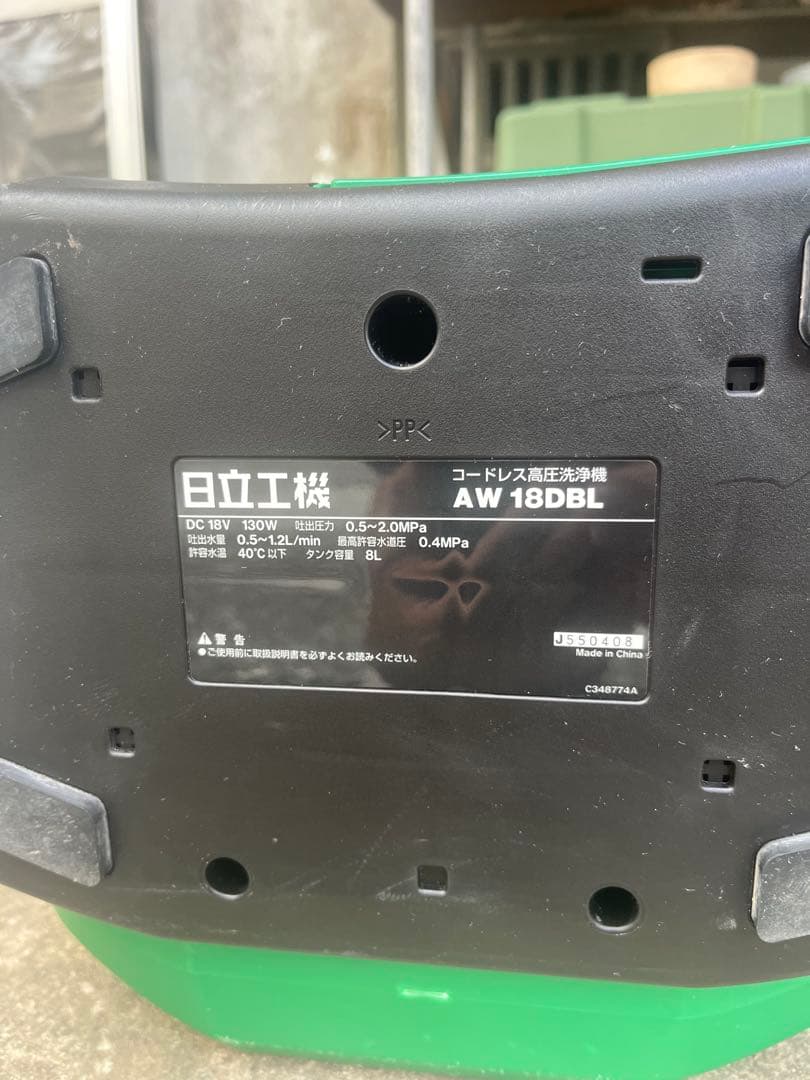 >PP<
日立工機
コードレス高圧洗浄機
AW 18DBL
DC 18V 130W 吐出圧力 0.5~2.0MPa
吐出水量 0.5~1.2L/min 最高許容水道圧 0.4MPa
許容水温 40℃以下 タンク容量 8L
警告
●ご使用前に取扱説明書を必ずよくお読みください。
J550408
Made in China
C348774A